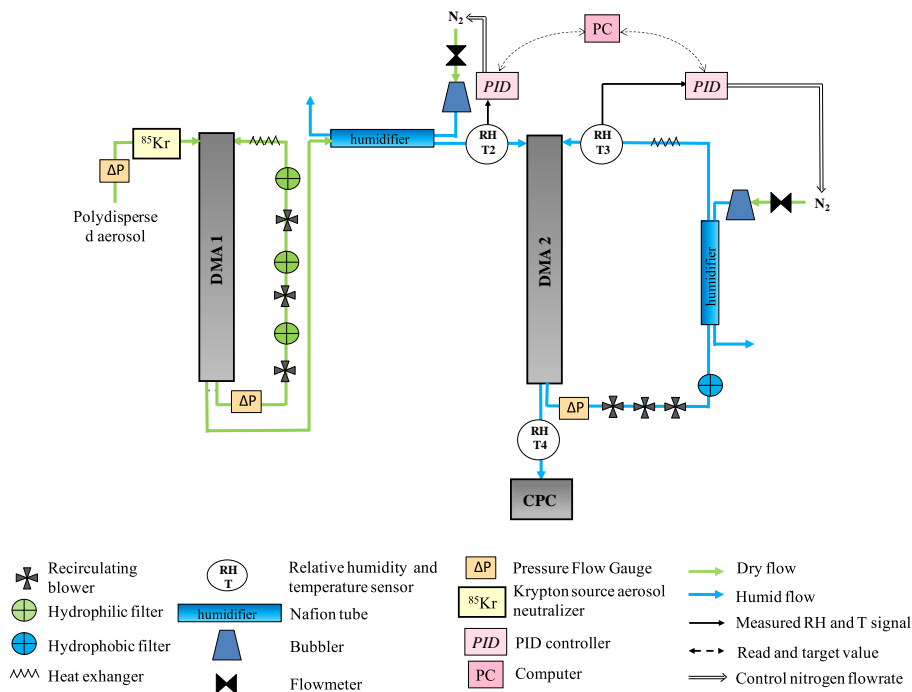 N₂
PC
PID
PID
⁸⁵Kr
ΔP
Polydisperse
d aerosol
DMA 1
ΔP
humidifier
RH
T2
DMA 2
RH
T3
N₂
humidifier
ΔP
RH
T4
CPC
Recirculating
blower
Hydrophilic filter
Hydrophobic filter
Heat exhanger
RH
T
Relative humidity and
temperature sensor
humidifier
Nafion tube
Bubbler
Flowmeter
ΔP
Pressure Flow Gauge
⁸⁵Kr
Krypton source aerosol
neutralizer
PID
PID controller
PC
Computer
Dry flow
Humid flow
Measured RH and T signal
Read and target value
Control nitrogen flowrate